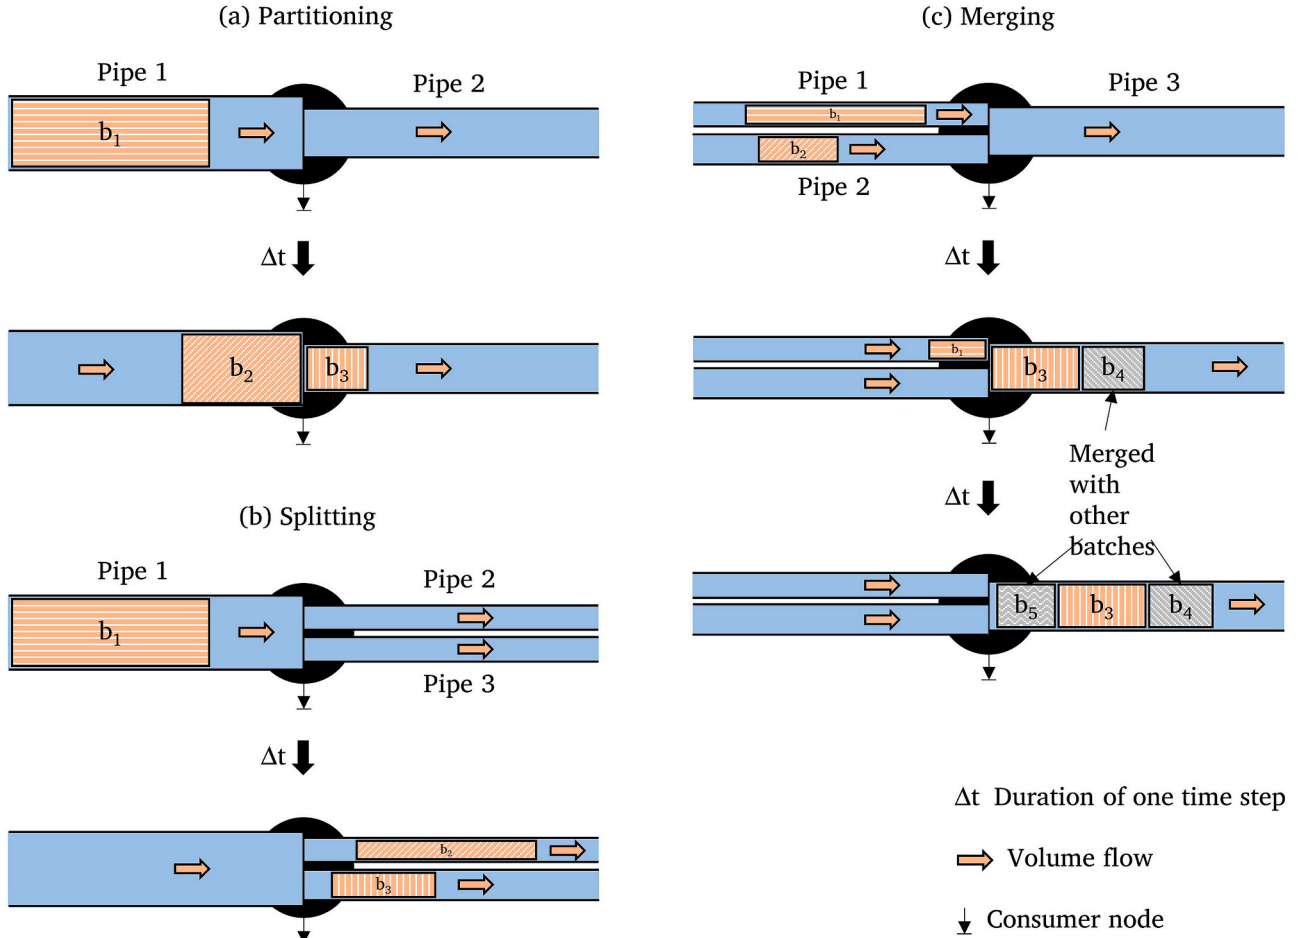 (a) Partitioning
Pipe 1
Pipe 2
b₁
Δt
b₂
b₃
(b) Splitting
Pipe 1
Pipe 2
b₁
Pipe 3
Δt
b₂
b₃
(c) Merging
Pipe 1
Pipe 3
b₁
b₂
Pipe 2
Δt
b₁
b₃
b₄
Merged
with
other
batches
Δt
b₅
b₃
b₄
Δt Duration of one time step
Volume flow
Consumer node